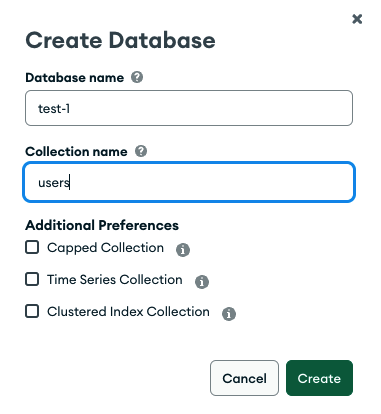 Create Database
Database name
test-1
Collection name
users
Additional Preferences
Capped Collection
Time Series Collection
Clustered Index Collection
Cancel Create